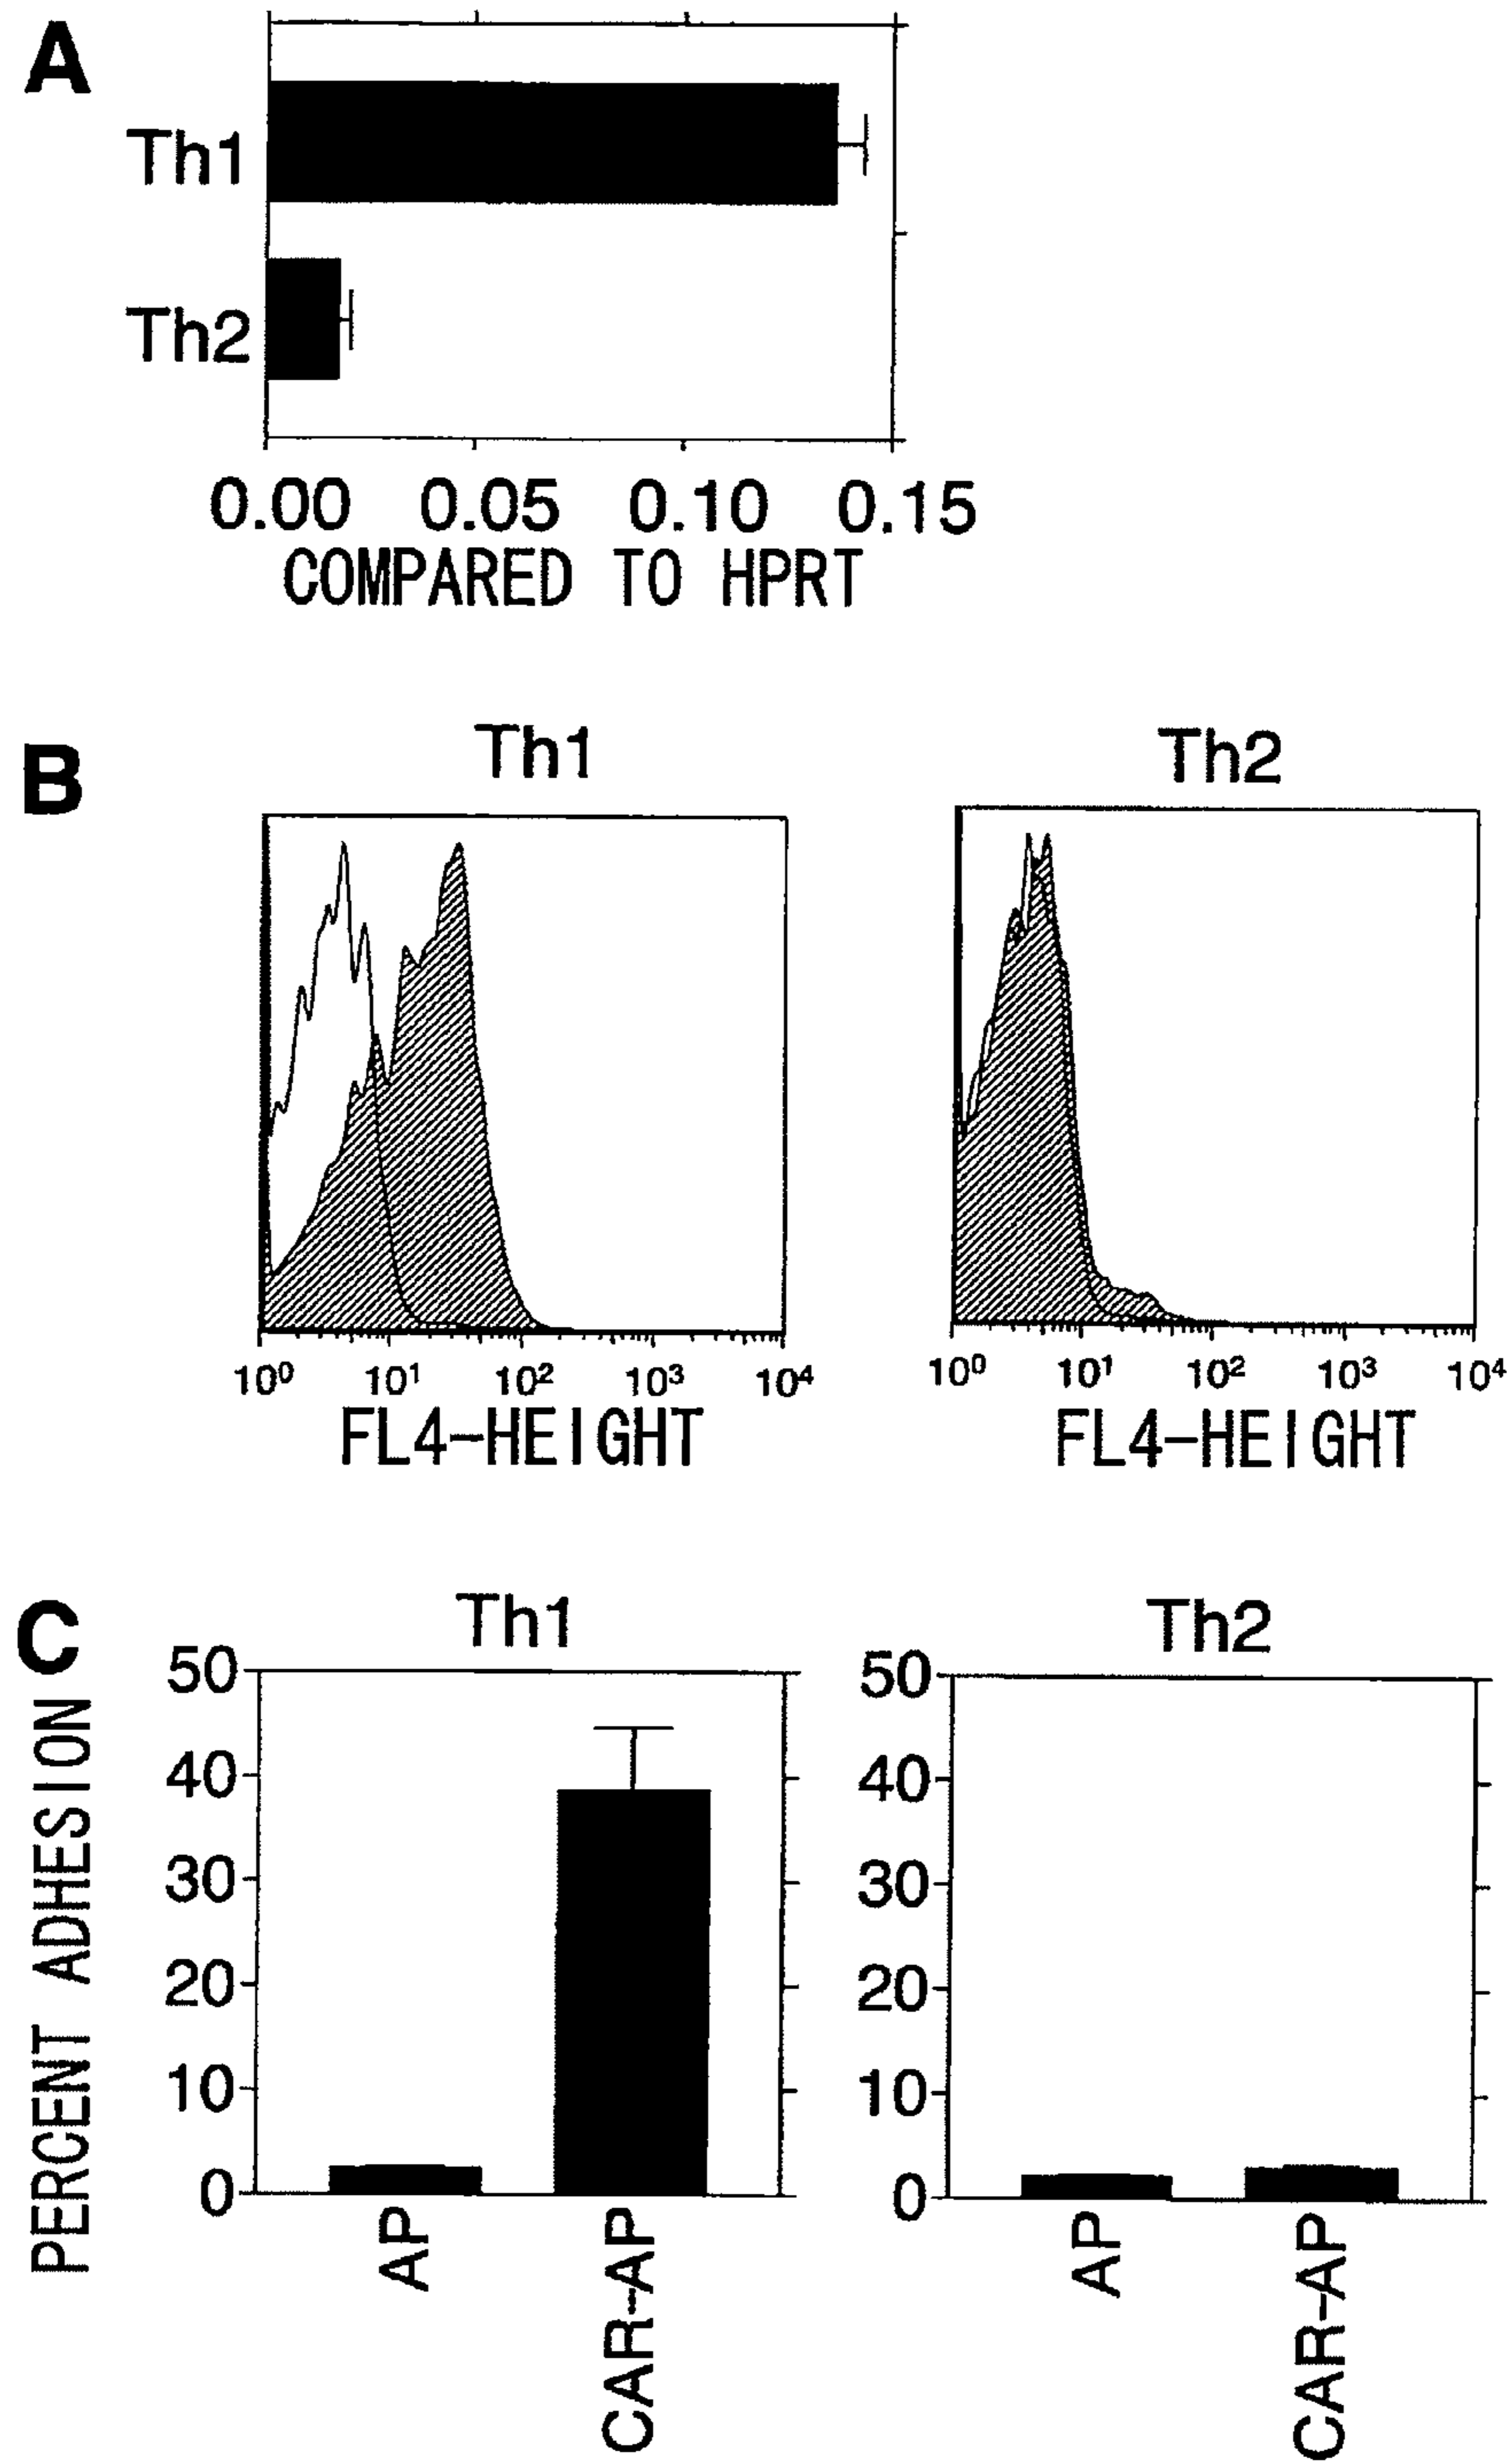 A
Th1
Th2
0.00 0.05 0.10 0.15
COMPARED TO HPRT
B
Th1 Th2
10⁰ 10¹ 10² 10³ 10⁴ 10⁰ 10¹ 10² 10³ 10⁴
FL4-HEIGHT FL4-HEIGHT
C
Th1 Th2
PERCENT ADHESION
50
40
30
20
10
0
AP
CAR-AP
50
40
30
20
10
0
AP
CAR-AP